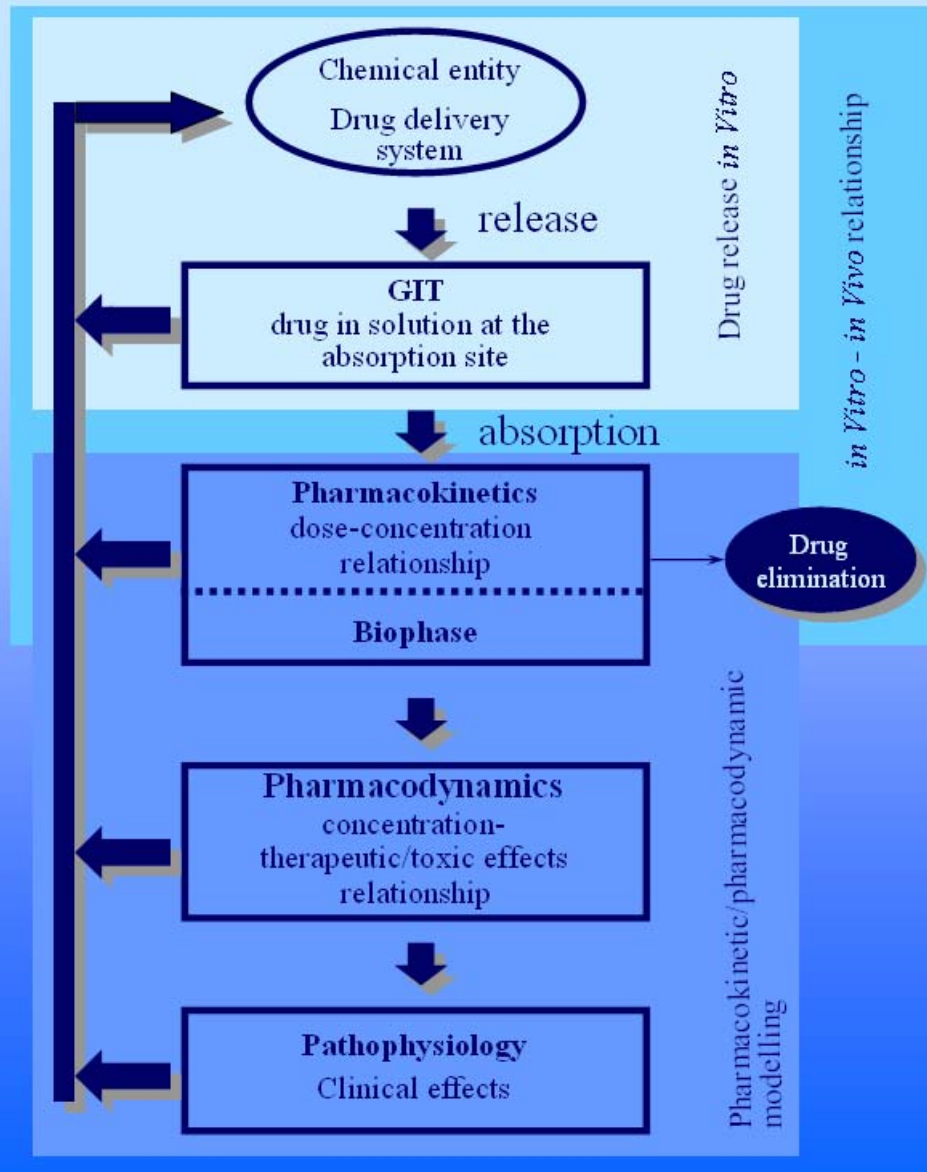 Chemical entity
Drug delivery
system
release
GIT
drug in solution at the
absorption site
absorption
Pharmacokinetics
dose-concentration
relationship
Biophase
Drug
elimination
Pharmacodynamics
concentration-
therapeutic/toxic effects
relationship
Pathophysiology
Clinical effects
Drug release in Vitro
in Vitro - in Vivo relationship
Pharmacokinetic/pharmacodynamic
modelling